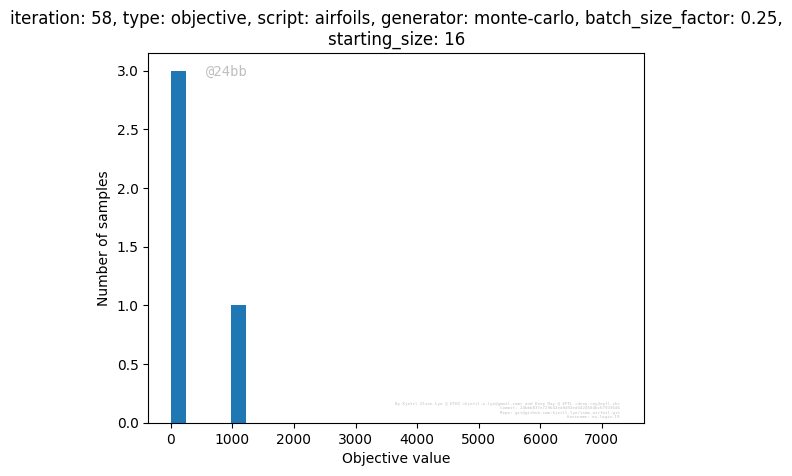 iteration: 58, type: objective, script: airfoils, generator: monte-carlo, batch_size_factor: 0.25,
starting_size: 16
@24bb
3.0
2.5
2.0
1.5
1.0
0.5
0.0
Number of samples
0 1000 2000 3000 4000 5000 6000 7000
Objective value